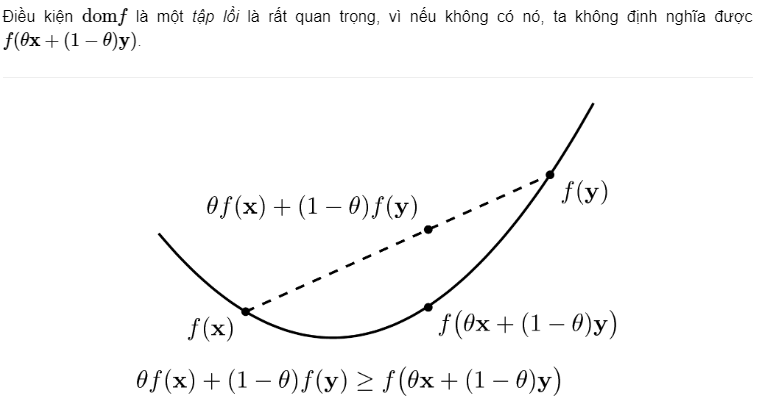 Điều kiện domf là một tập lồi là rất quan trọng, vì nếu không có nó, ta không định nghĩa được
f(θx + (1 − θ)y).
θf(x) + (1 − θ)f(y)
f(y)
f(x)
f(θx + (1 − θ)y)
θf(x) + (1 − θ)f(y) ≥ f(θx + (1 − θ)y)